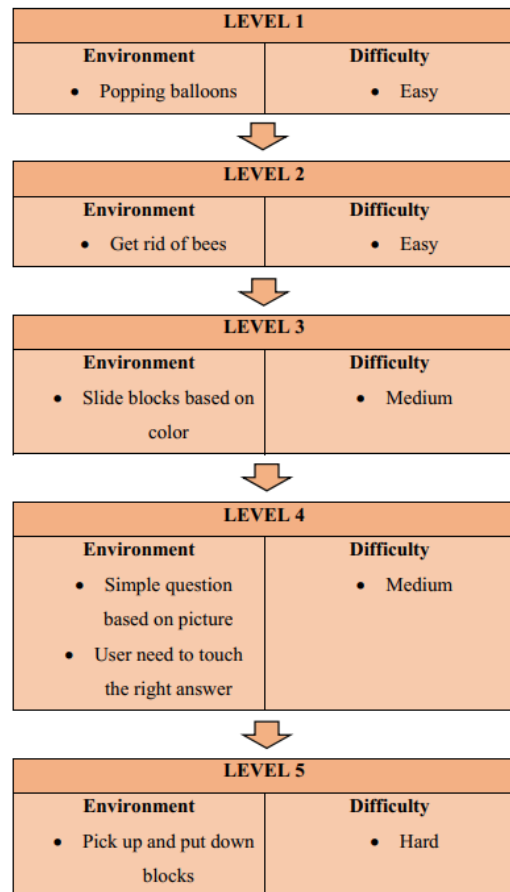 LEVEL 1
Environment
Difficulty
• Popping balloons
• Easy
LEVEL 2
Environment
Difficulty
• Get rid of bees
• Easy
LEVEL 3
Environment
Difficulty
• Slide blocks based on
color
• Medium
LEVEL 4
Environment
Difficulty
• Simple question
based on picture
• User need to touch
the right answer
• Medium
LEVEL 5
Environment
Difficulty
• Pick up and put down
blocks
• Hard